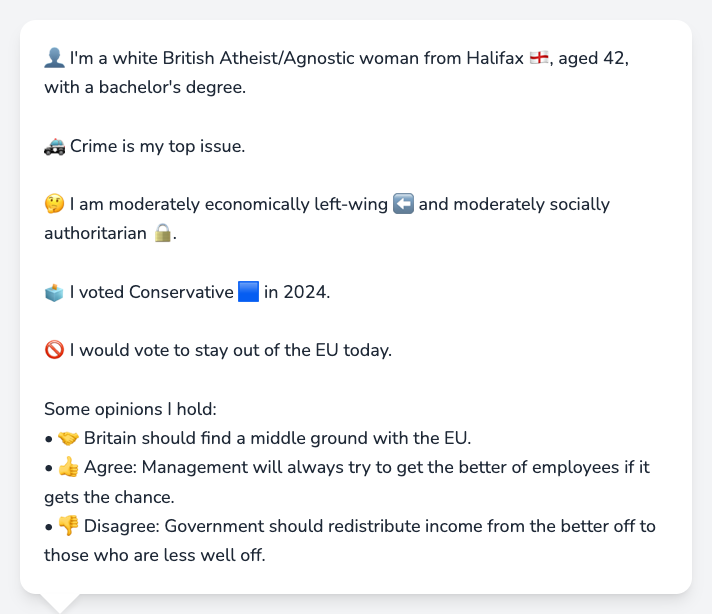 👤 I'm a white British Atheist/Agnostic woman from Halifax 🏴󠁧󠁢󠁥󠁮󠁧󠁿, aged 42,
with a bachelor's degree.
🚓 Crime is my top issue.
🤔 I am moderately economically left-wing ⬅️ and moderately socially
authoritarian 🔒.
🗳️ I voted Conservative 🟦 in 2024.
🚫 I would vote to stay out of the EU today.
Some opinions I hold:
• 🤝 Britain should find a middle ground with the EU.
• 👍 Agree: Management will always try to get the better of employees if it
gets the chance.
• 👎 Disagree: Government should redistribute income from the better off to
those who are less well off.